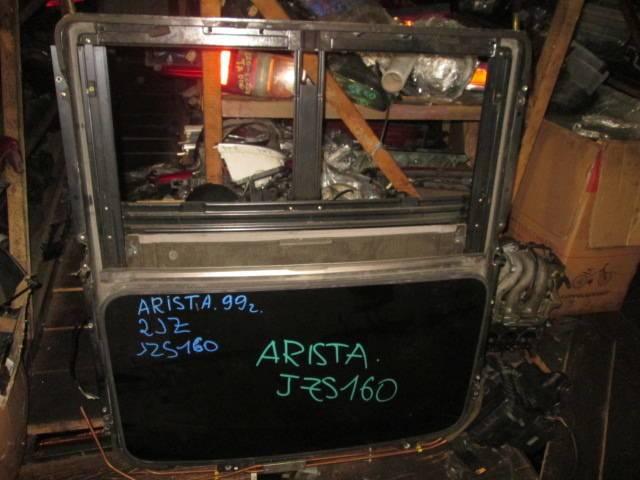 ARISTA. 99г.
2JZ
JZS160
ARISTA.
JZS160